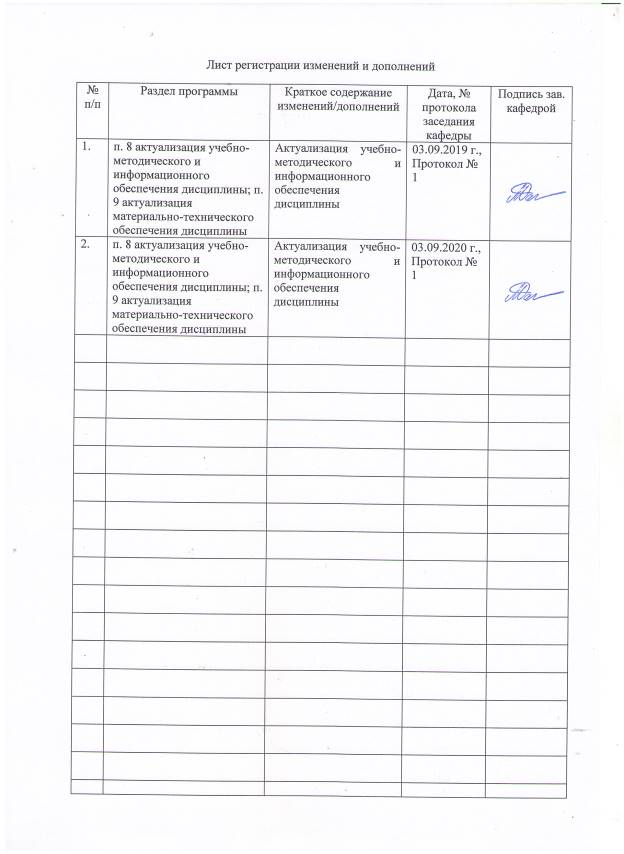 Лист регистрации изменений и дополнений
№
п/п
Раздел программы
Краткое содержание
изменений/дополнений
Дата, №
протокола
заседания
кафедры
Подпись зав.
кафедрой
1.
п. 8 актуализация учебно-
методического и
информационного
обеспечения дисциплины; п.
9 актуализация
материально-технического
обеспечения дисциплины
Актуализация учебно-
методического и
информационного
обеспечения
дисциплины
03.09.2019 г.,
Протокол №
1
2.
п. 8 актуализация учебно-
методического и
информационного
обеспечения дисциплины; п.
9 актуализация
материально-технического
обеспечения дисциплины
Актуализация учебно-
методического и
информационного
обеспечения
дисциплины
03.09.2020 г.,
Протокол №
1